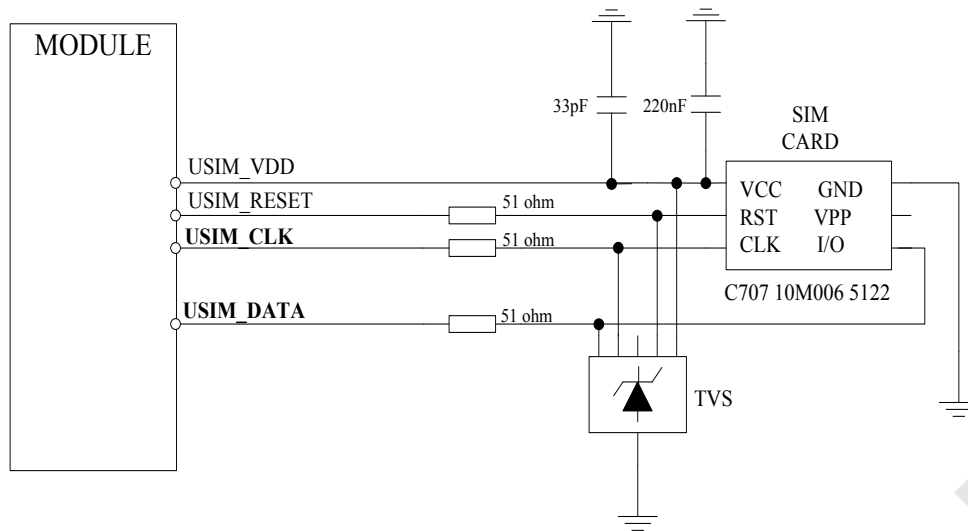 MODULE
33pF
220nF
SIM
CARD
USIM_VDD
USIM_RESET
USIM_CLK
USIM_DATA
51 ohm
51 ohm
51 ohm
VCC GND
RST VPP
CLK I/O
C707 10M006 5122
TVS